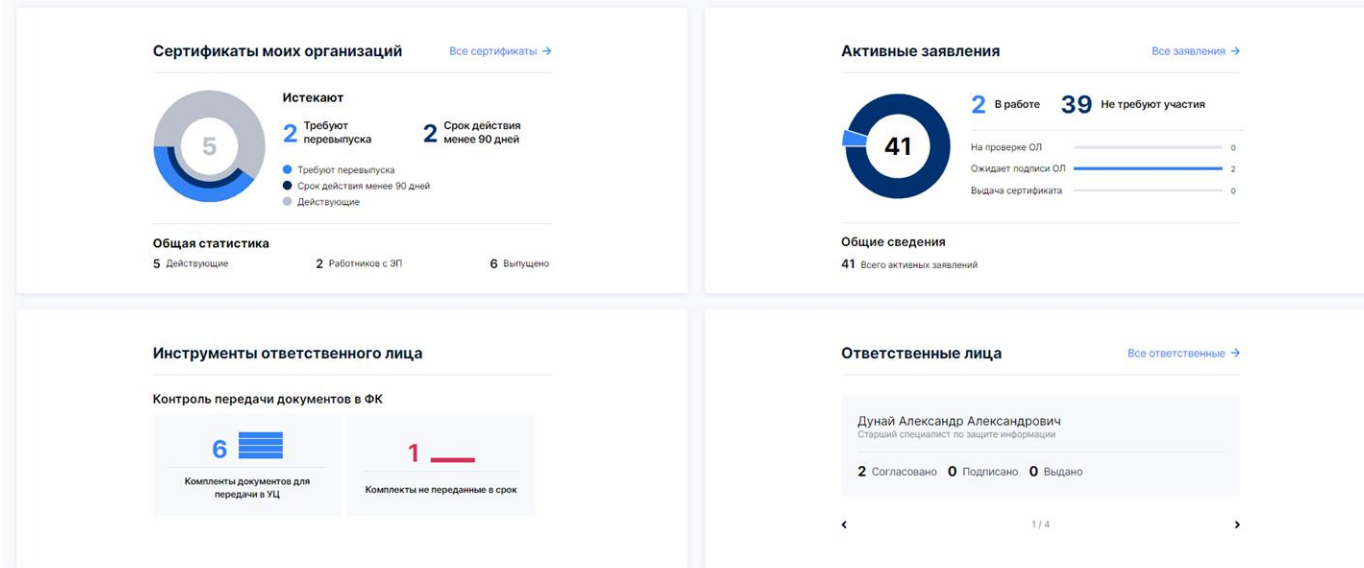 Сертификаты моих организаций
Все сертификаты →
5
Истекают
2 Требуют перевыпуска
2 Срок действия менее 90 дней
Требуют перевыпуска
Срок действия менее 90 дней
Действующие
Общая статистика
5 Действующие
2 Работников с ЭП
6 Выпущено
Активные заявления
Все заявления →
41
2 В работе
39 Не требуют участия
На проверке ОЛ 0
Ожидает подписи ОЛ 2
Выдача сертификата 0
Общие сведения
41 Всего активных заявлений
Инструменты ответственного лица
Контроль передачи документов в ФК
6
Компленты документов для
передачи в УЦ
1
Комплекты не переданные в срок
Ответственные лица
Все ответственные →
Дунай Александр Александрович
Старший специалист по защите информации
2 Согласовано 0 Подписано 0 Выдано
1 / 4